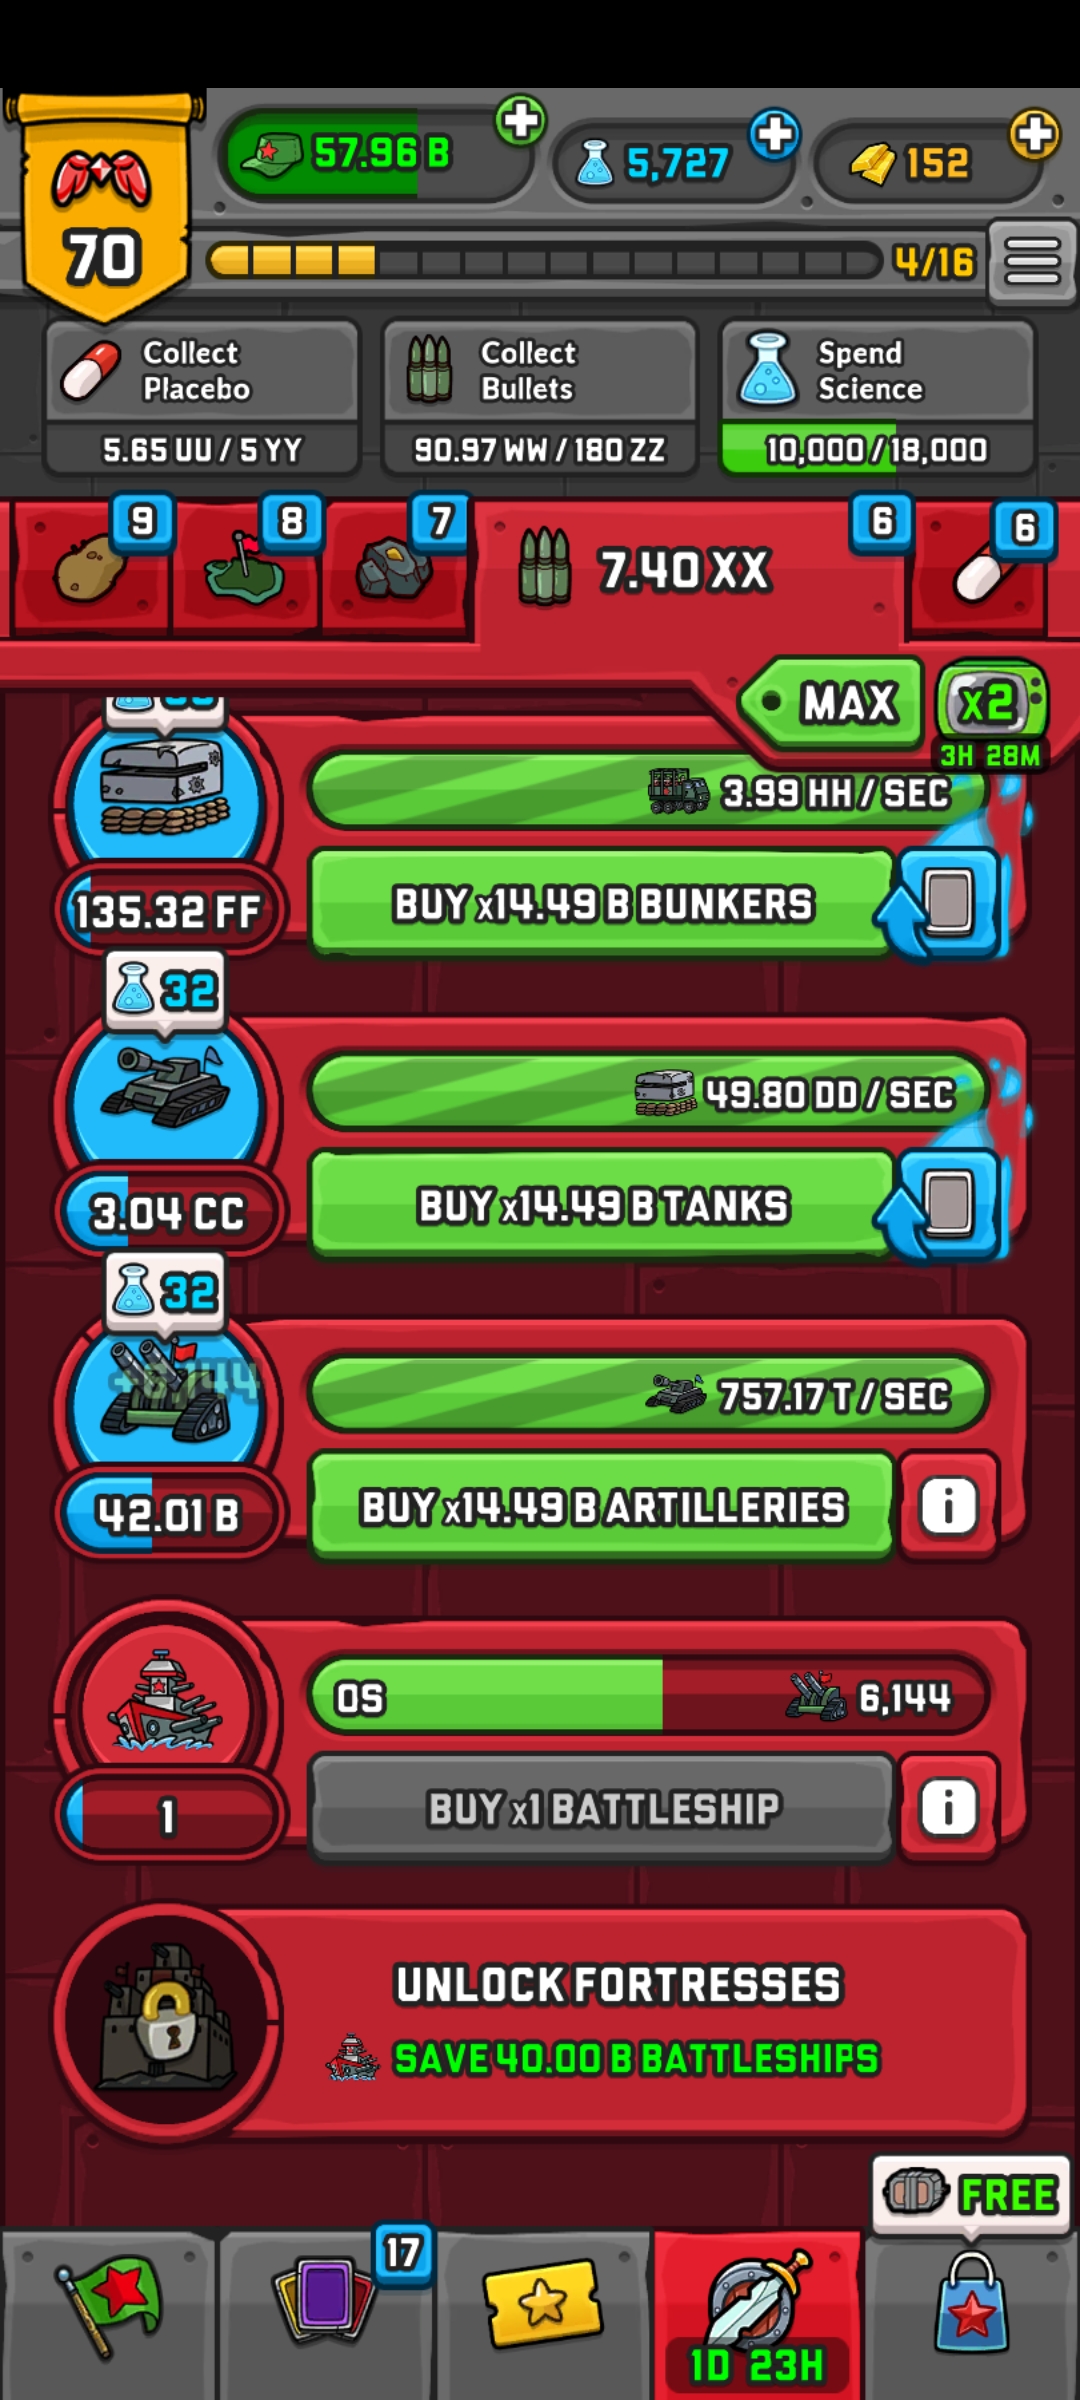 57.96 B
5,727
152
70
4/16
Collect
Placebo
5.65 UU / 5 YY
Collect
Bullets
90.97 WW / 180 ZZ
Spend
Science
10,000 / 18,000
9
8
7
7.40 XX
6
6
MAX
x2
3H 28M
3.99 HH / SEC
135.32 FF
BUY x14.49 B BUNKERS
32
49.80 DD / SEC
3.04 CC
BUY x14.49 B TANKS
32
757.17 T / SEC
42.01 B
BUY x14.49 B ARTILLERIES
0S
6,144
1
BUY x1 BATTLESHIP
UNLOCK FORTRESSES
SAVE 40.00 B BATTLESHIPS
FREE
17
1D 23H